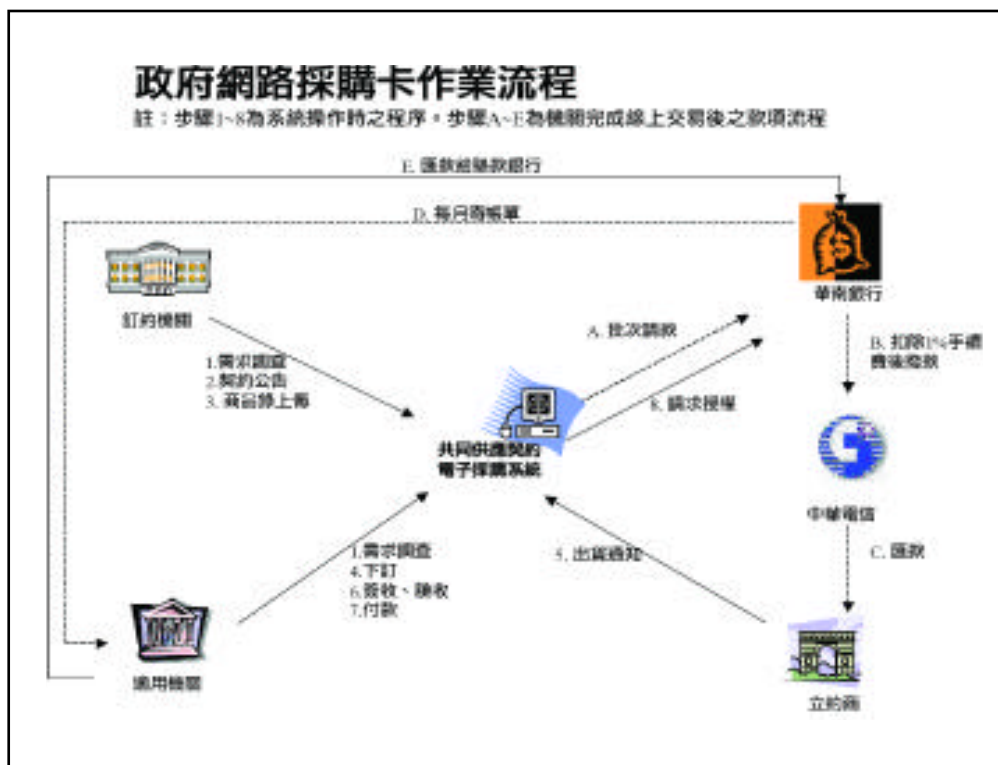 政府網路採購卡作業流程
註：步驟1~8為系統操作時之程序。步驟A~E為機關完成線上交易後之款項流程
E. 匯款給墊款銀行
D. 每月寄帳單
華南銀行
訂約機關
A. 批次請款
B. 扣除1%手續
費後撥款
1.需求調查
2.契約公告
3. 商品錄上傳
8. 請求授權
共同供應契約
電子採購系統
中華電信
1.需求調查
4.下訂
6.簽收、驗收
7.付款
5. 出貨通知
C. 匯款
適用機關
立約商